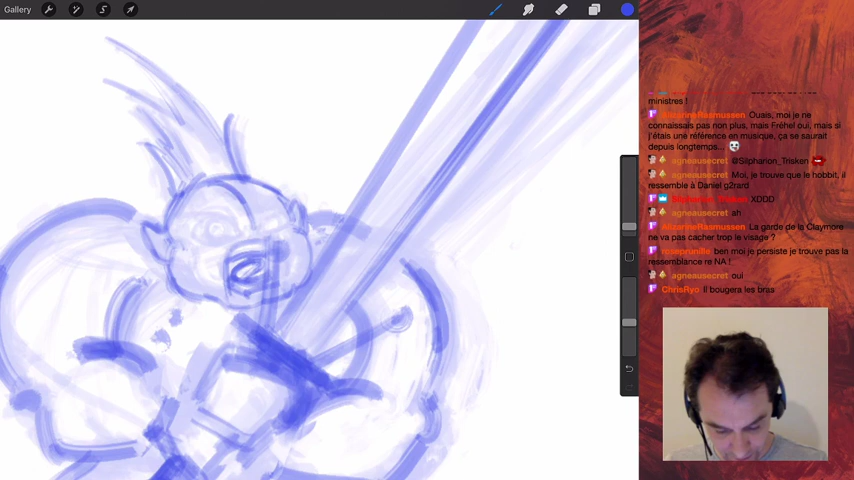 Gallery
ministres !
AlizarineRasmussen Ouais, moi je ne
connaissais pas non plus, mais Fréhel oui, mais si
j'étais une référence en musique, ça se saurait
depuis longtemps...
agneausecret @Silpharion_Trisken
agneausecret Moi, je trouve que le hobbit, il
ressemble à Daniel g2rard
XDDD
agneausecret ah
AlizarineRasmussen La garde de la Claymore
ne va pas cacher trop le visage ?
roseprunille ben moi je persiste je trouve pas la
ressemblance re NA !
agneausecret oui
ChrisRyo Il bougera les bras